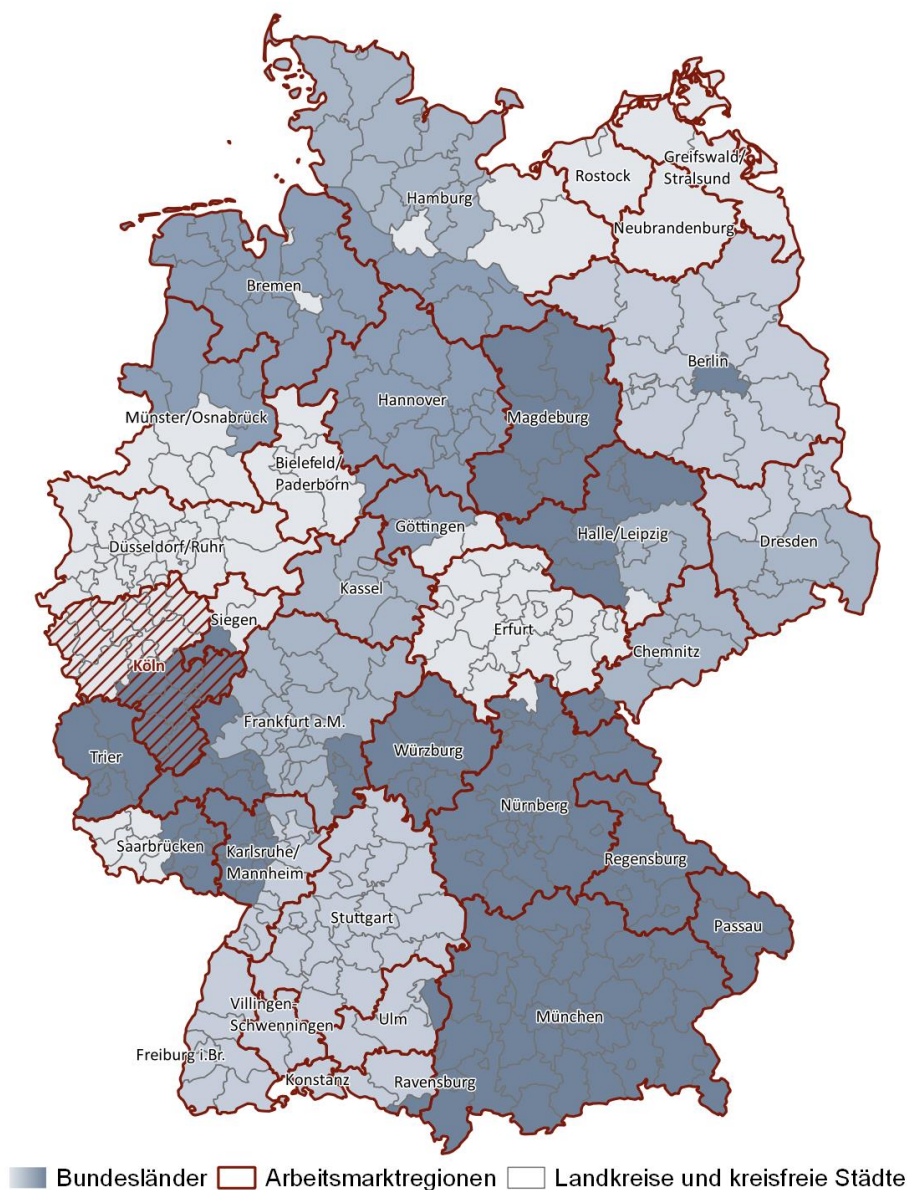 Greifswald/
Stralsund
Rostock
Hamburg
Neubrandenburg
Bremen
Berlin
Hannover
Münster/Osnabrück
Magdeburg
Bielefeld/
Paderborn
Göttingen
Halle/Leipzig
Düsseldorf/Ruhr
Dresden
Kassel
Siegen
Erfurt
Chemnitz
Köln
Frankfurt a.M.
Trier
Würzburg
Nürnberg
Saarbrücken
Karlsruhe/
Mannheim
Regensburg
Stuttgart
Passau
Villingen-
Schwenningen
Ulm
München
Freiburg i.Br.
Konstanz
Ravensburg
Bundesländer
Arbeitsmarktregionen
Landkreise und kreisfreie Städte